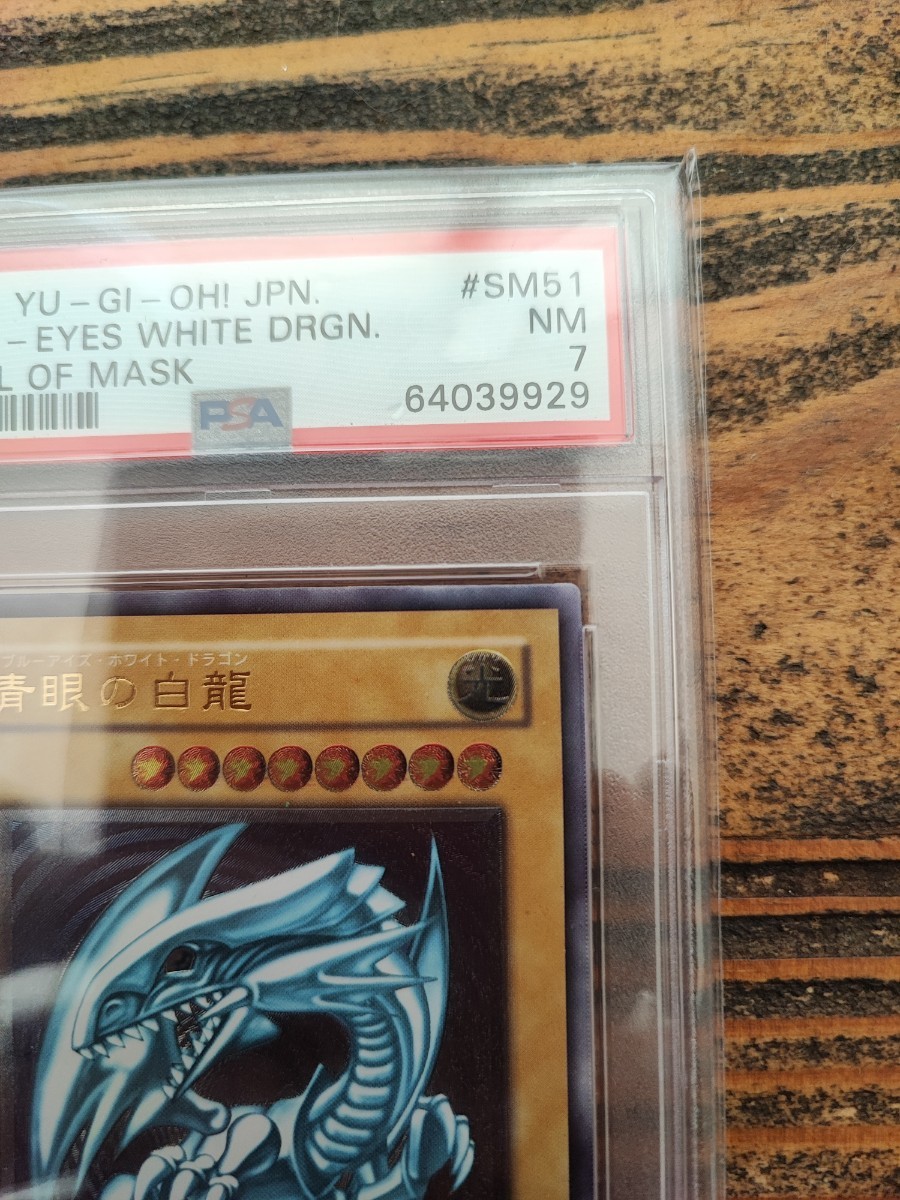 YU-GI-OH! JPN. #SM51
-EYES WHITE DRGN. NM
L OF MASK 7
PSA 64039929
ブルーアイズ・ホワイト・ドラゴン
青眼の白龍 光